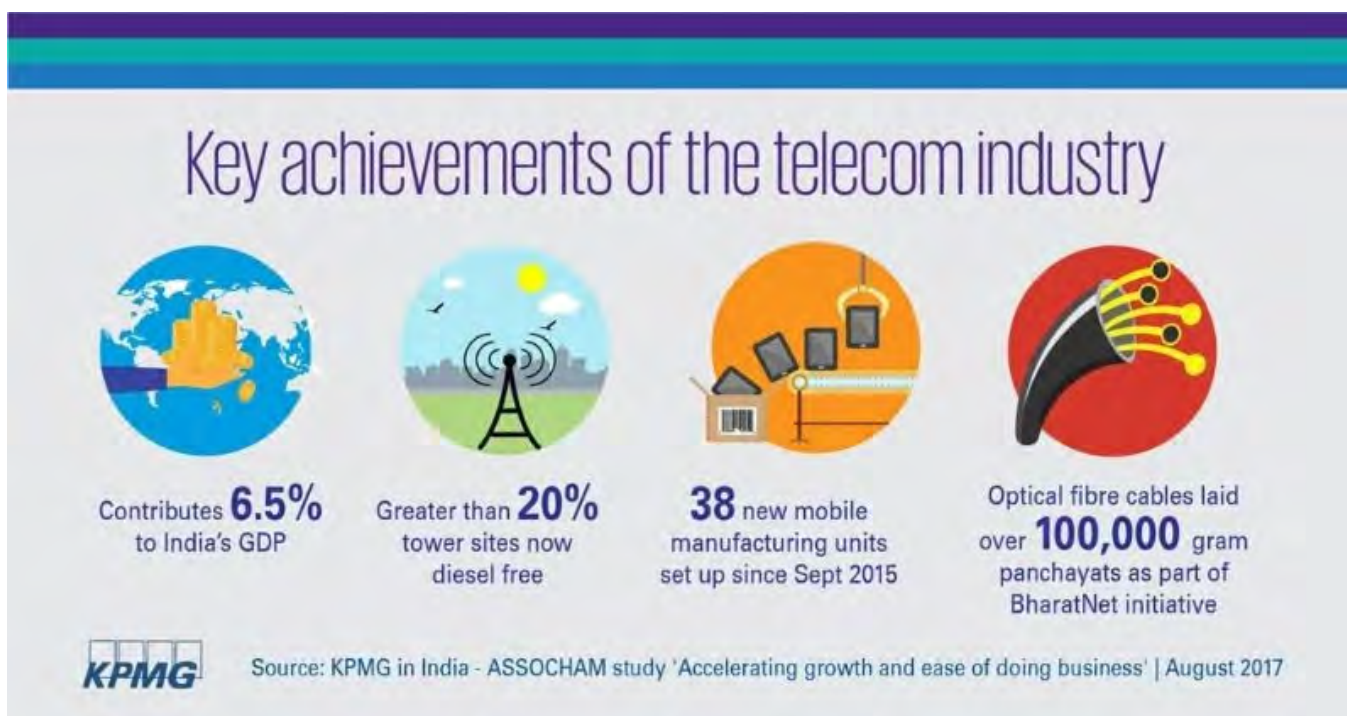 Key achievements of the telecom industry
Contributes 6.5%
to India's GDP
Greater than 20%
tower sites now
diesel free
38 new mobile
manufacturing units
set up since Sept 2015
Optical fibre cables laid
over 100,000 gram
panchayats as part of
BharatNet initiative
KPMG
Source: KPMG in India - ASSOCHAM study 'Accelerating growth and ease of doing business' | August 2017